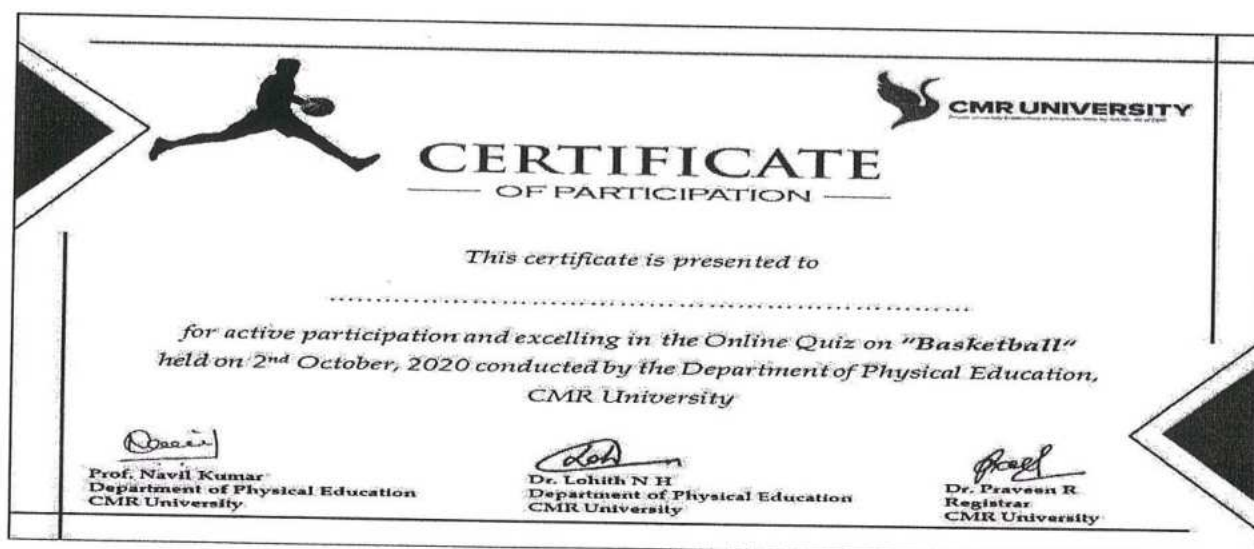 CMR UNIVERSITY
CERTIFICATE
OF PARTICIPATION
This certificate is presented to
........................................................................
for active participation and excelling in the Online Quiz on "Basketball"
held on 2nd October, 2020 conducted by the Department of Physical Education,
CMR University
Prof. Navil Kumar
Department of Physical Education
CMR University
Dr. Lohith N H
Department of Physical Education
CMR University
Dr. Praveen R
Registrar
CMR University